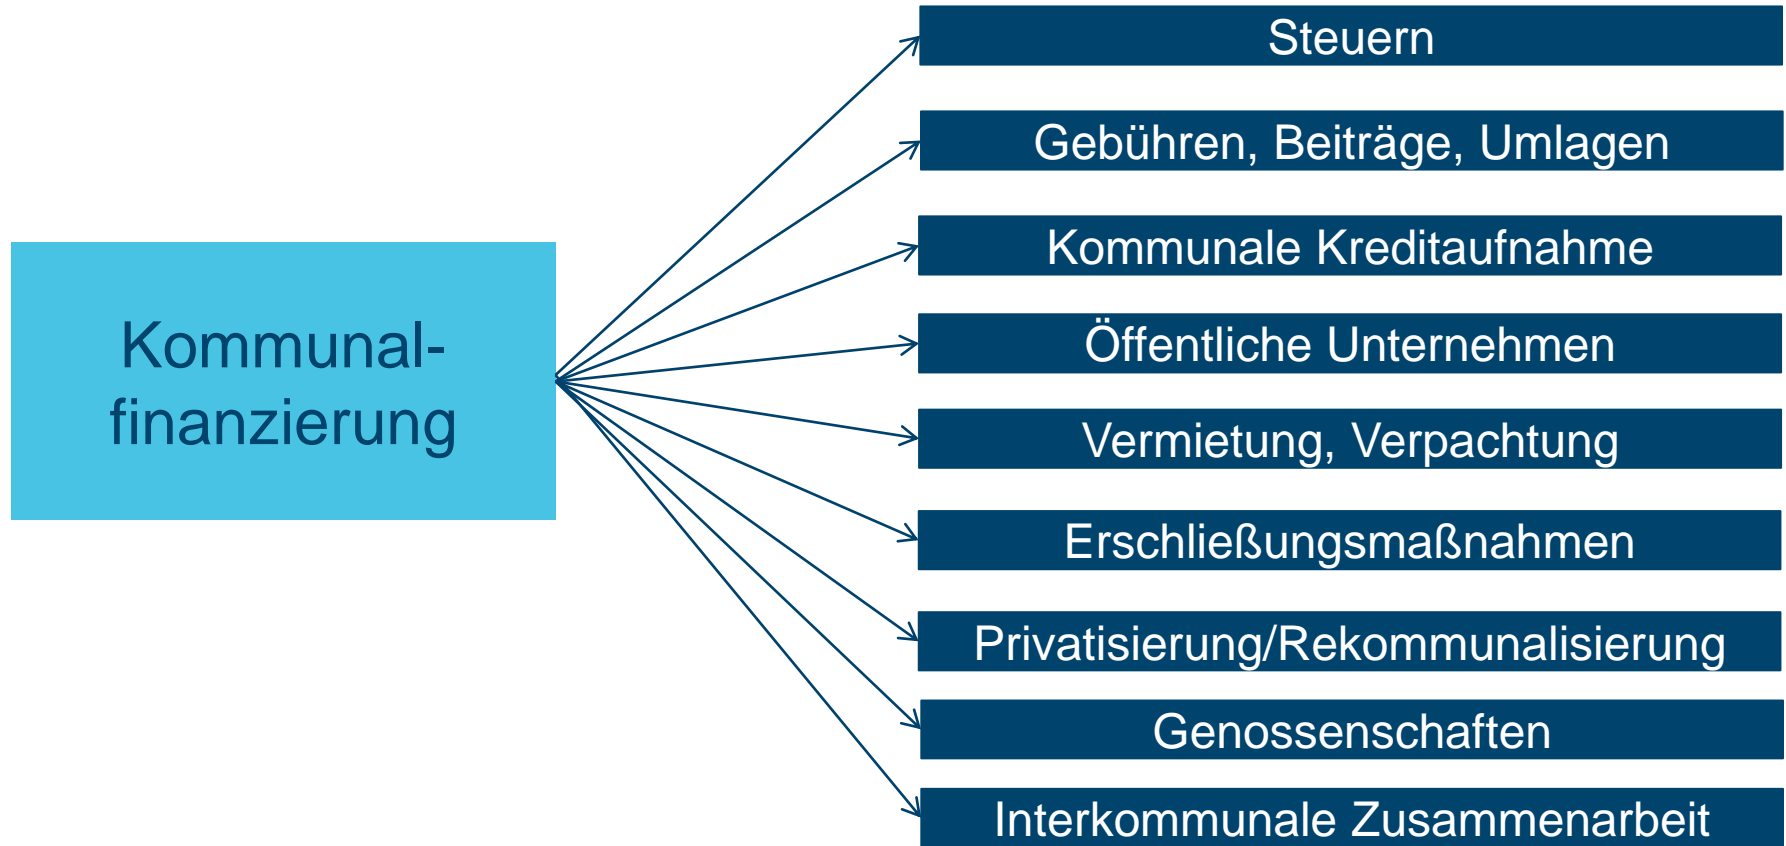 Kommunal-
finanzierung
Steuern
Gebühren, Beiträge, Umlagen
Kommunale Kreditaufnahme
Öffentliche Unternehmen
Vermietung, Verpachtung
Erschließungsmaßnahmen
Privatisierung/Rekommunalisierung
Genossenschaften
Interkommunale Zusammenarbeit